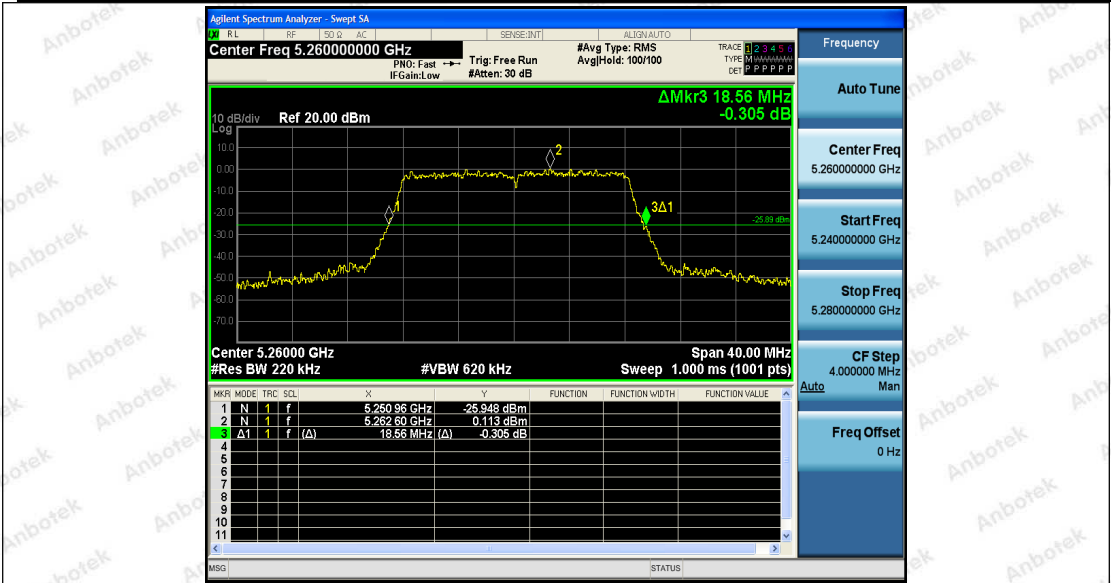 Agilent Spectrum Analyzer - Swept SA
RL RF 50 Ω AC SENSE:INT ALIGN AUTO
Center Freq 5.260000000 GHz
PNO: Fast
IFGain:Low
Trig: Free Run
#Atten: 30 dB
#Avg Type: RMS
Avg|Hold: 100/100
TRACE 1 2 3 4 5 6
TYPE M
DET P P P P P P
ΔMkr3 18.56 MHz
-0.305 dB
10 dB/div Ref 20.00 dBm
Log
10.0
0.00
-10.0
-20.0
-30.0
-40.0
-50.0
-60.0
-70.0
1
2
3Δ1
-25.89 dBm
Center 5.26000 GHz Span 40.00 MHz
#Res BW 220 kHz #VBW 620 kHz Sweep 1.000 ms (1001 pts)
MKR MODE TRC SCL X Y FUNCTION FUNCTION WIDTH FUNCTION VALUE
1 N 1 f 5.250 96 GHz -25.948 dBm
2 N 1 f 5.262 60 GHz 0.113 dBm
3 Δ1 1 f (Δ) 18.56 MHz (Δ) -0.305 dB
4
5
6
7
8
9
10
11
MSG STATUS
Frequency
Auto Tune
Center Freq
5.260000000 GHz
Start Freq
5.240000000 GHz
Stop Freq
5.280000000 GHz
CF Step
4.000000 MHz
Auto Man
Freq Offset
0 Hz
Anbotek